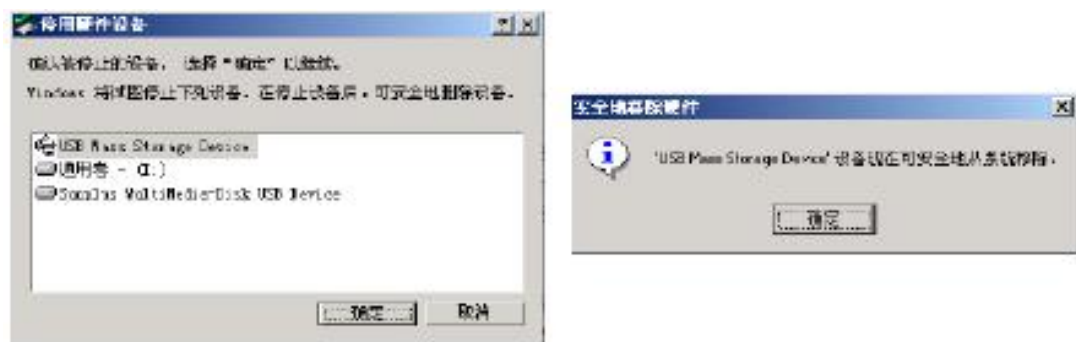 停用硬件设备
确认要停止的设备，选择“确定”以继续。
Windows 将试图停止下列设备。在停止设备后，可安全地删除设备。
USB Mass Storage Device
通用卷 -
MultiMedierDisk USB Device
确定
取消
安全地移除硬件
'USB Mass Storage Device' 设备现在可安全地从系统移除。
确定